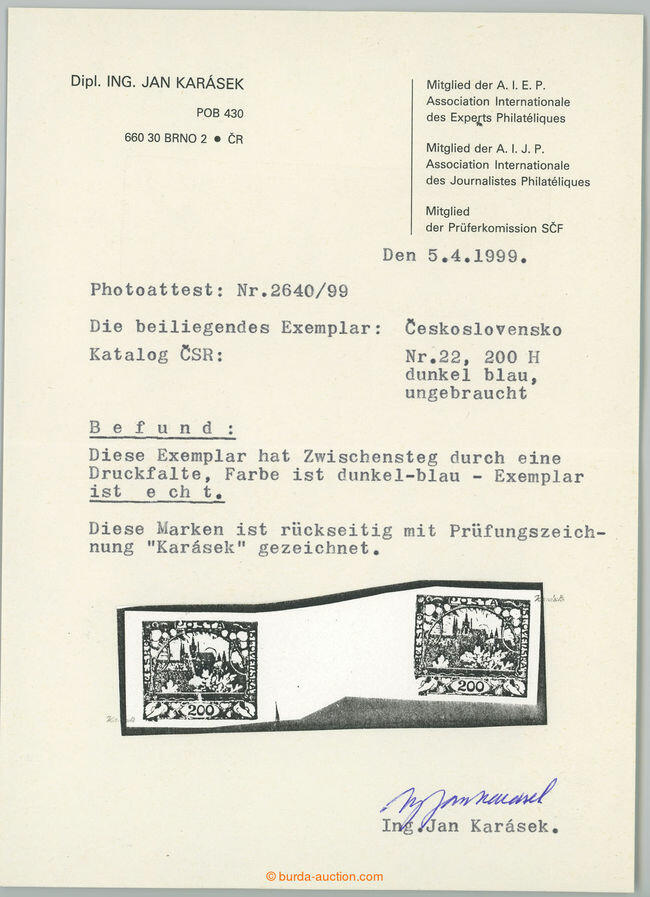 Dipl. ING. JAN KARÁSEK
POB 430
660 30 BRNO 2 ● ČR
Mitglied der A. I. E. P.
Association Internationale
des Experts Philatéliques
Mitglied der A. I. J. P.
Association Internationale
des Journalistes Philatéliques
Mitglied
der Prüferkomission SČF
Den 5.4.1999.
Photoattest: Nr.2640/99
Die beiliegendes Exemplar: Československo
Katalog ČSR: Nr.22, 200 H
dunkel blau,
ungebraucht
B e f u n d :
Diese Exemplar hat Zwischensteg durch eine
Druckfalte, Farbe ist dunkel-blau - Exemplar
ist e ch t.
Diese Marken ist rückseitig mit Prüfungszeich-
nung "Karásek" gezeichnet.
200
200
Ing.Jan Karásek.
© burda-auction.com